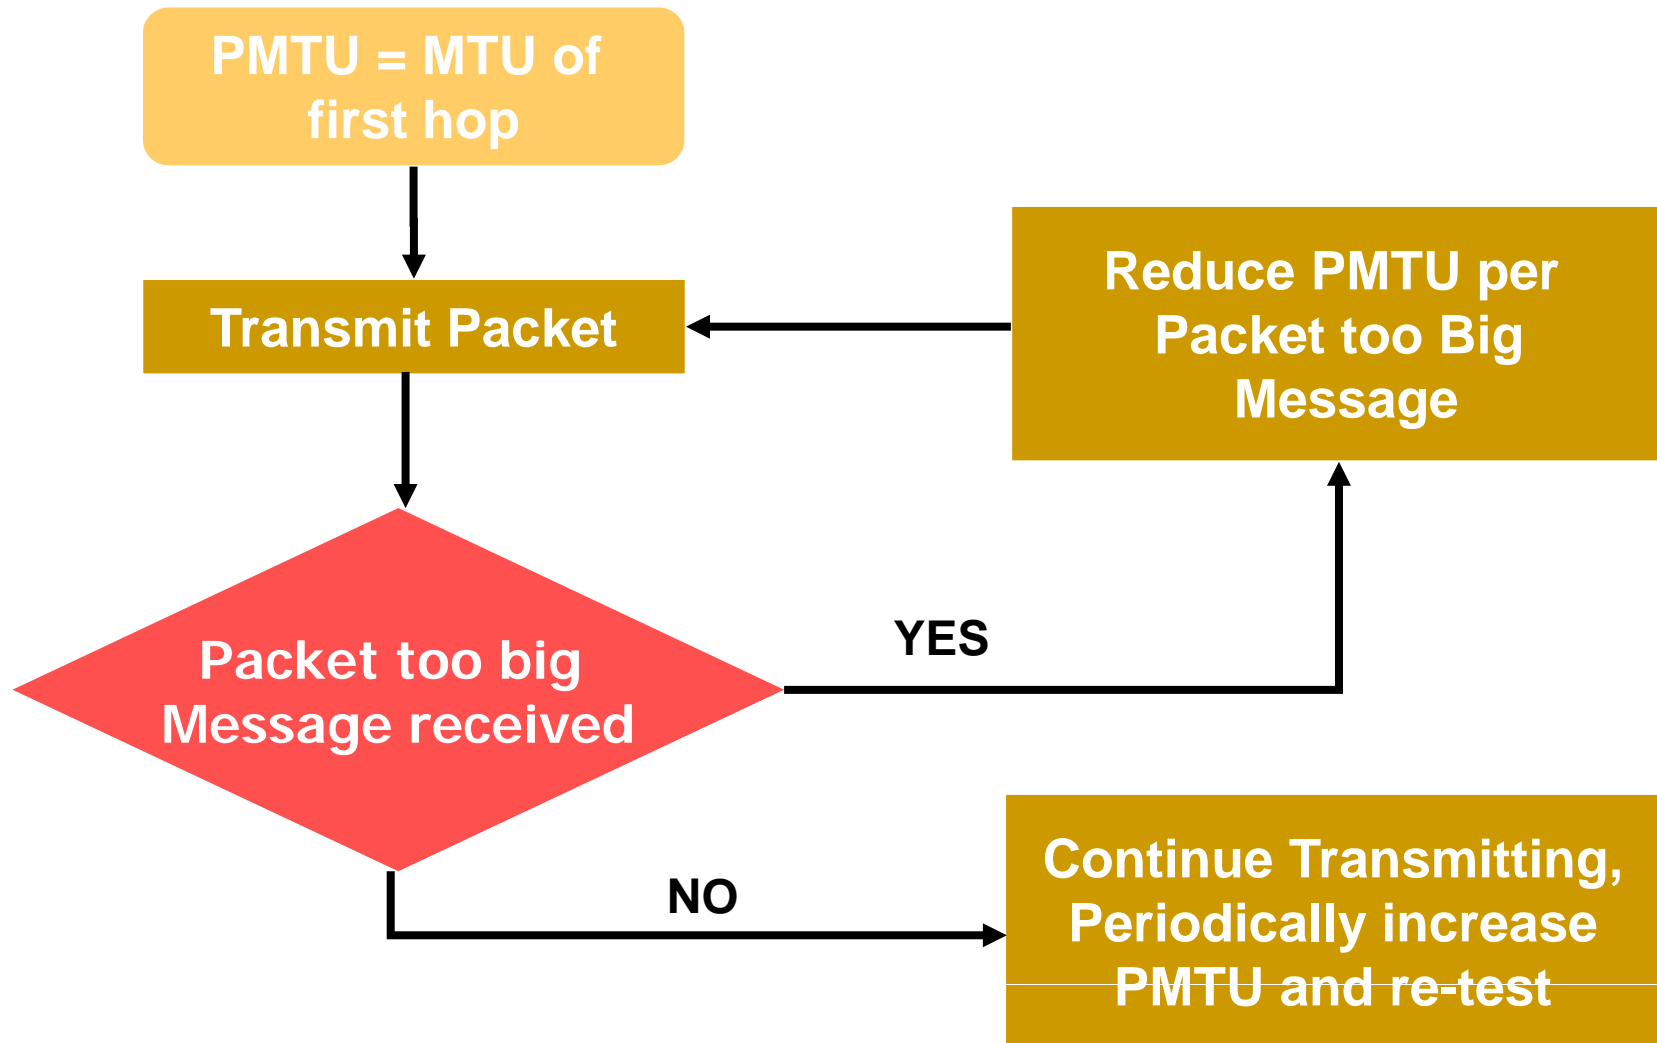 PMTU = MTU of
first hop
Transmit Packet
Reduce PMTU per
Packet too Big
Message
Packet too big
Message received
YES
NO
Continue Transmitting,
Periodically increase
PMTU and re-test